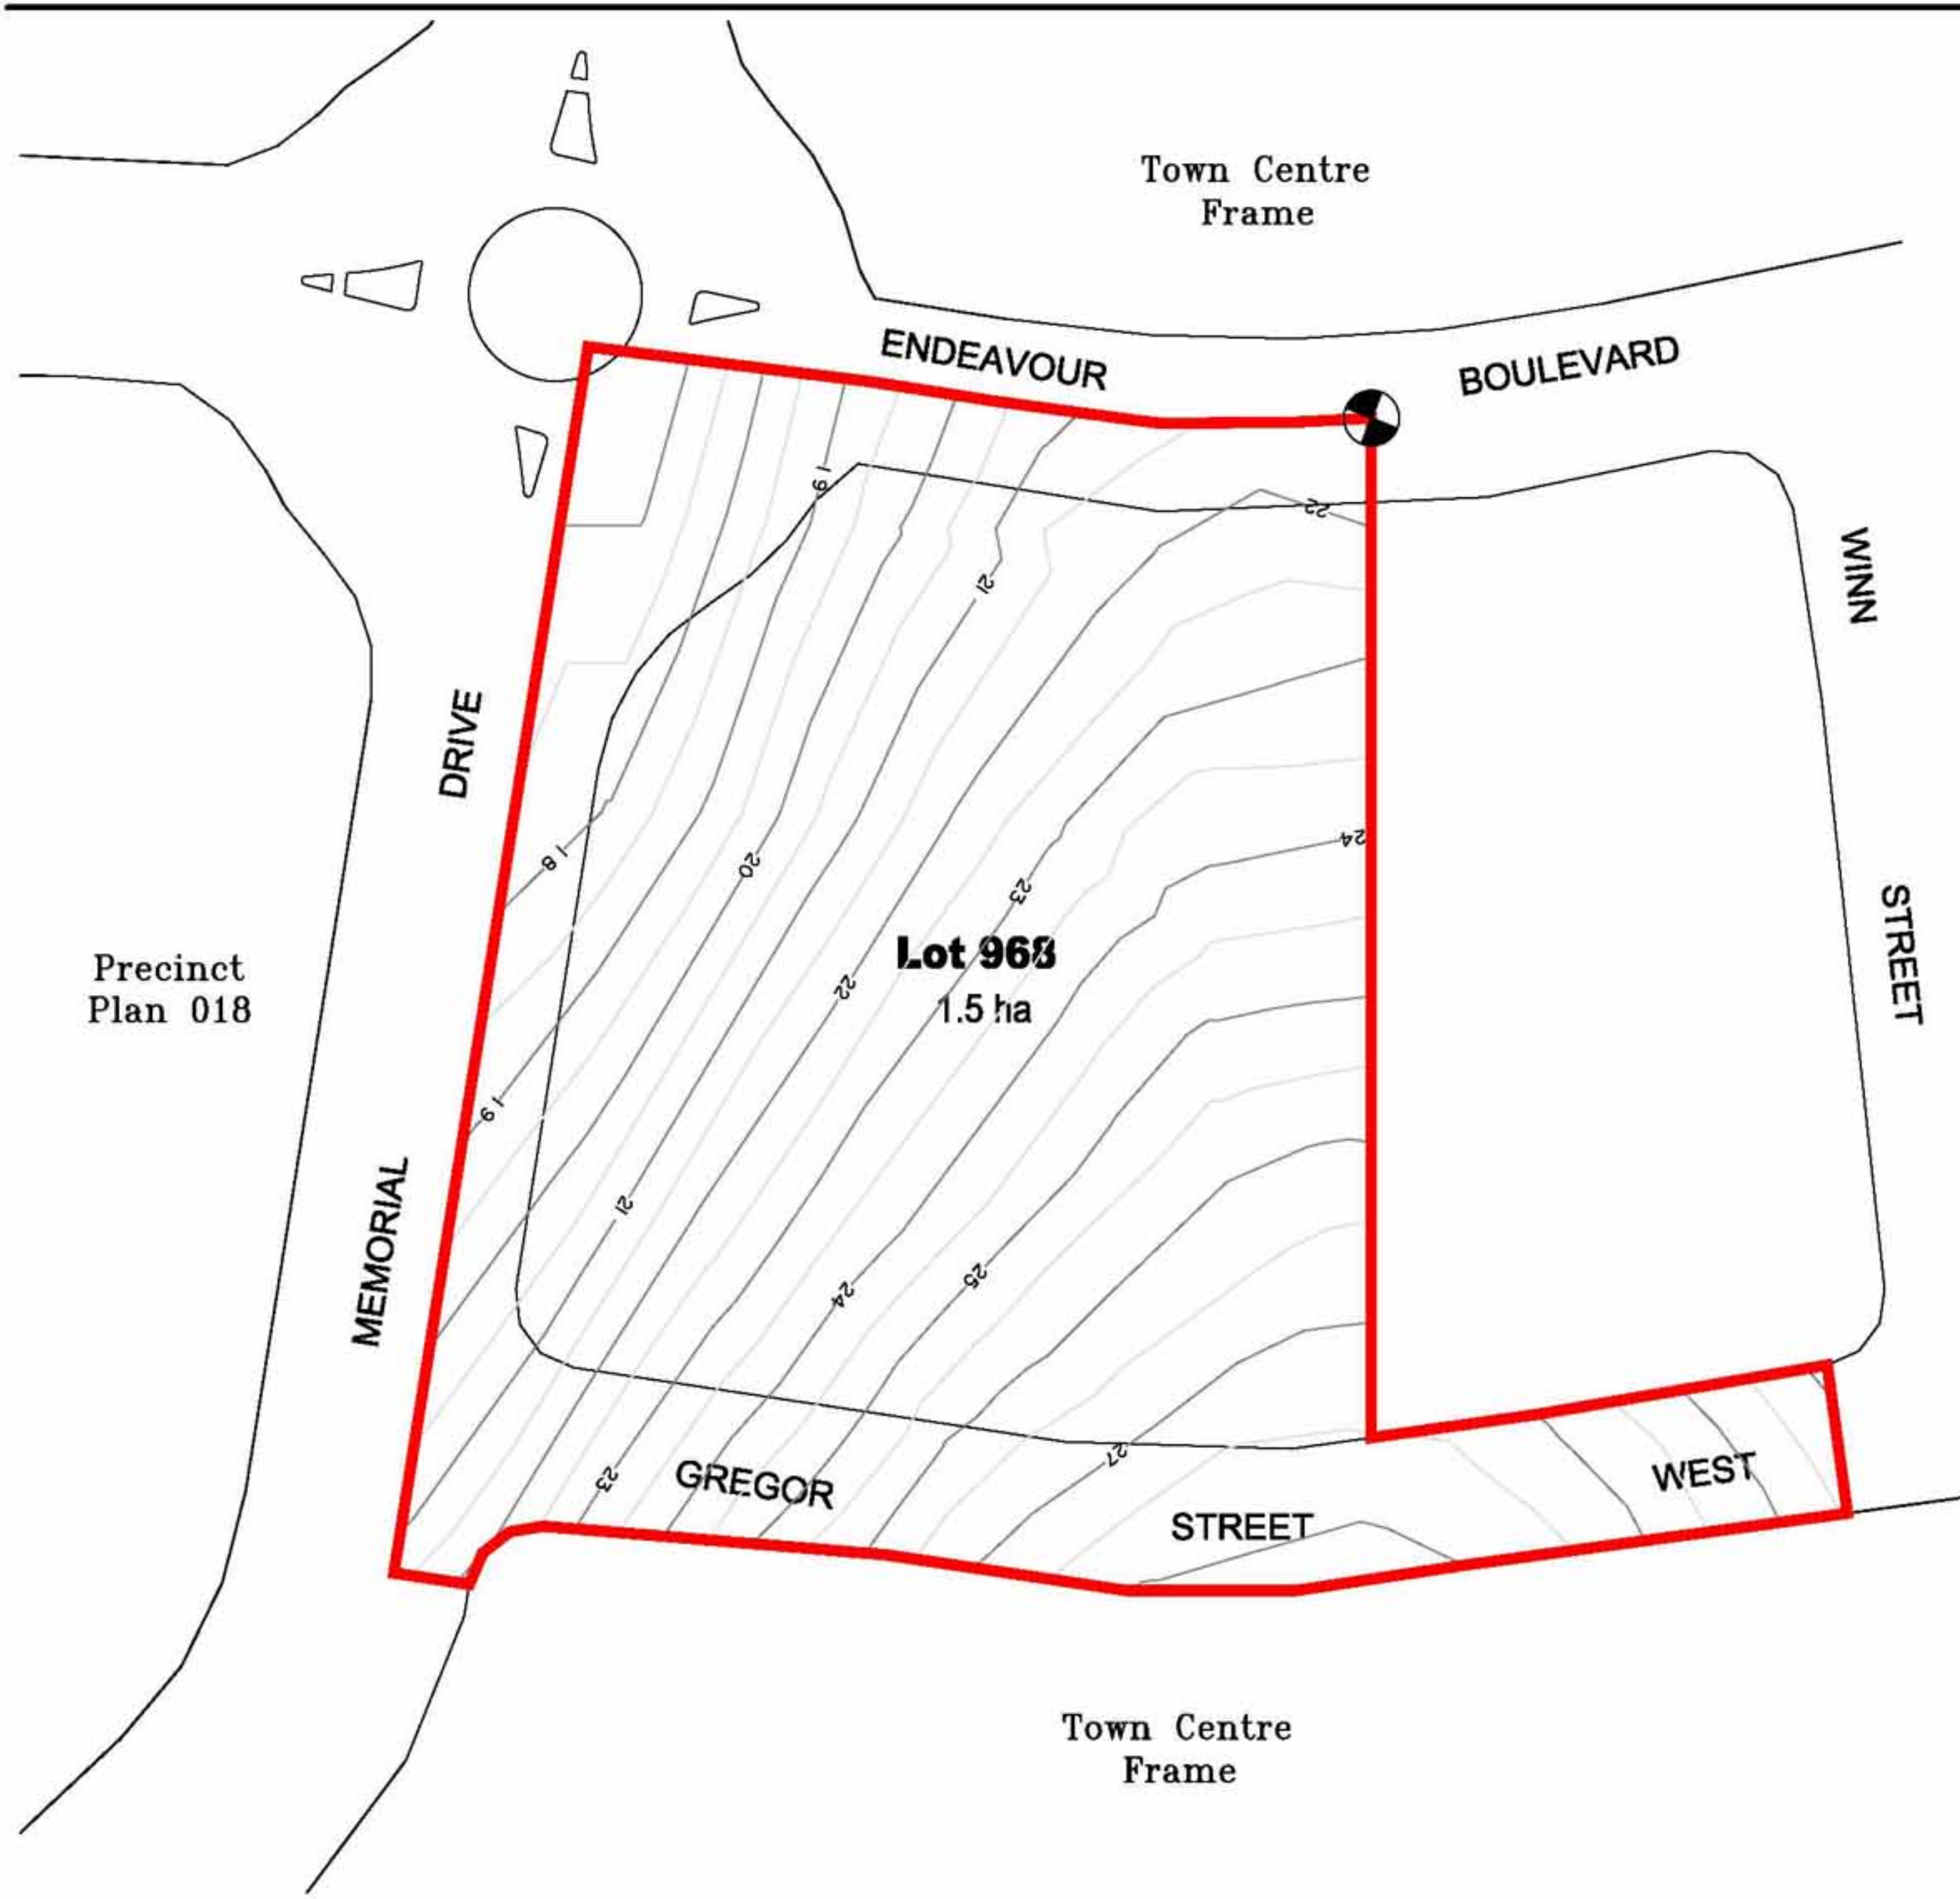 Town Centre
Frame
ENDEAVOUR
BOULEVARD
19
22
21
WINN
DRIVE
24
18
20
23
Lot 968
1.5 ha
22
STREET
Precinct
Plan 018
19
MEMORIAL
21
25
24
27
23
GREGOR
STREET
WEST
Town Centre
Frame